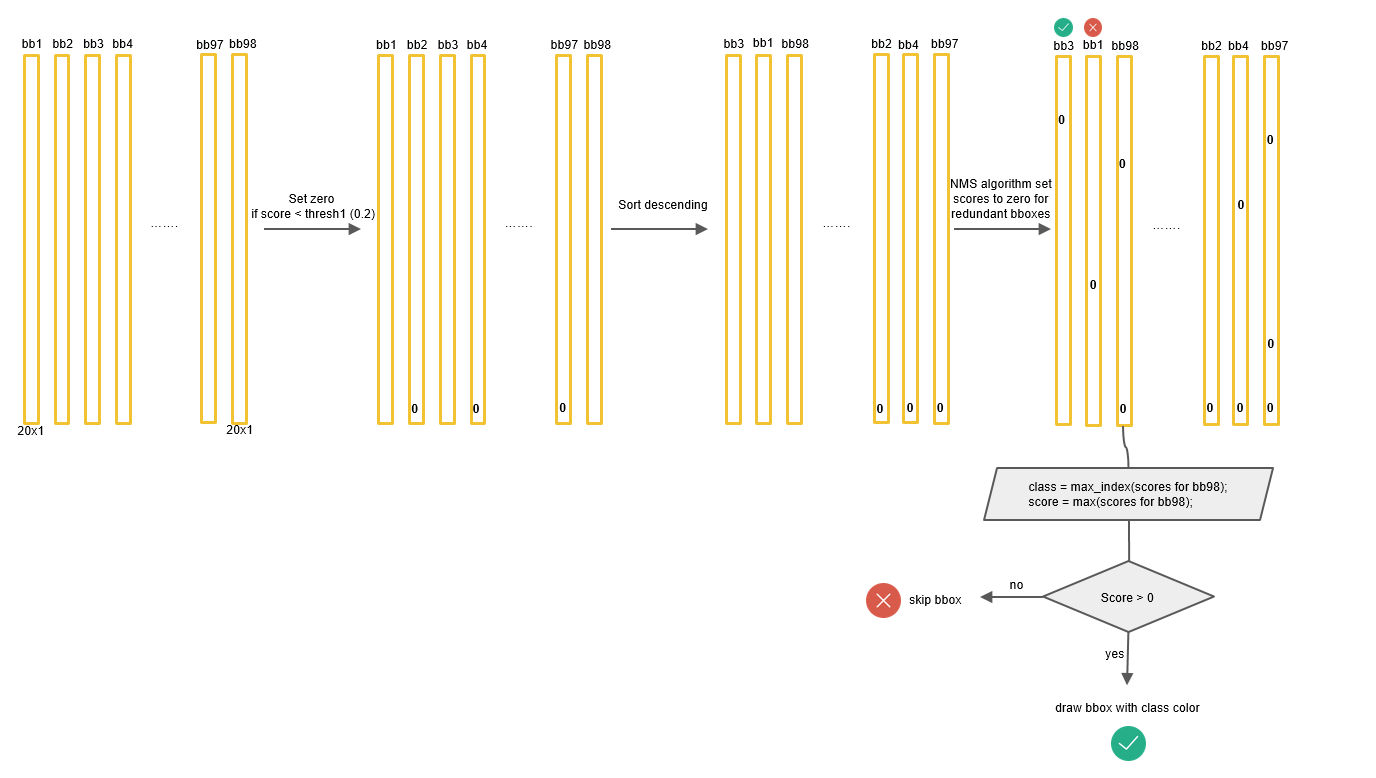 bb1 bb2 bb3 bb4 bb97 bb98 bb1 bb2 bb3 bb4 bb97 bb98 bb3 bb1 bb98 bb2 bb4 bb97 bb3 bb1 bb98 bb2 bb4 bb97
0
0
0
Set zero
if score < thresh1 (0.2)
Sort descending
NMS algorithm set
scores to zero for
redundant bboxes
0
....... ....... ....... .......
0
0
0 0 0 0 0 0 0 0 0 0
20x1 20x1
class = max_index(scores for bb98);
score = max(scores for bb98);
no
Score > 0
skip bbox
yes
draw bbox with class color